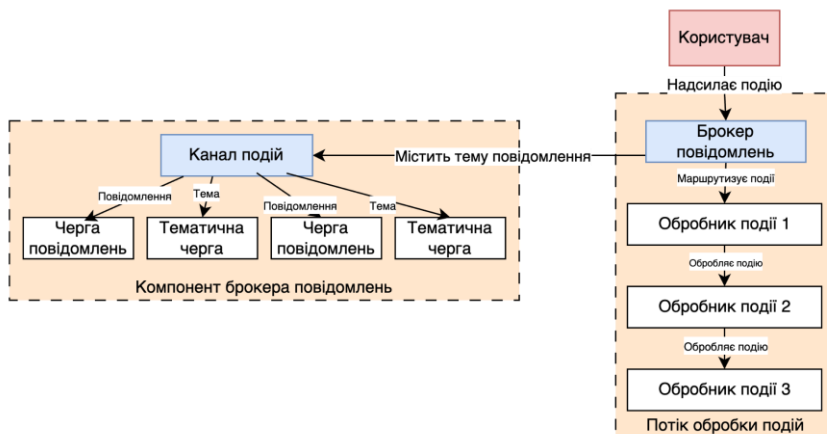 Користувач
Надсилає подію
Брокер
повідомлень
Маршрутизує події
Обробник події 1
Обробляє подію
Обробник події 2
Обробляє подію
Обробник події 3
Потік обробки подій
Містить тему повідомлення
Канал подій
Повідомлення
Тема
Повідомлення
Тема
Черга
повідомлень
Тематична
черга
Черга
повідомлень
Тематична
черга
Компонент брокера повідомлень